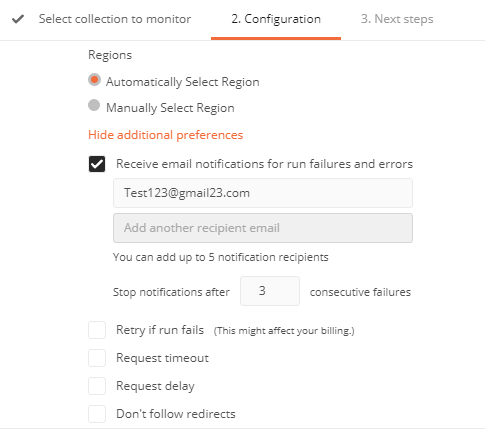 Select collection to monitor 2. Configuration 3. Next steps
Regions
Automatically Select Region
Manually Select Region
Hide additional preferences
Receive email notifications for run failures and errors
Test123@gmail23.com
Add another recipient email
You can add up to 5 notification recipients
Stop notifications after 3 consecutive failures
Retry if run fails (This might affect your billing.)
Request timeout
Request delay
Don't follow redirects